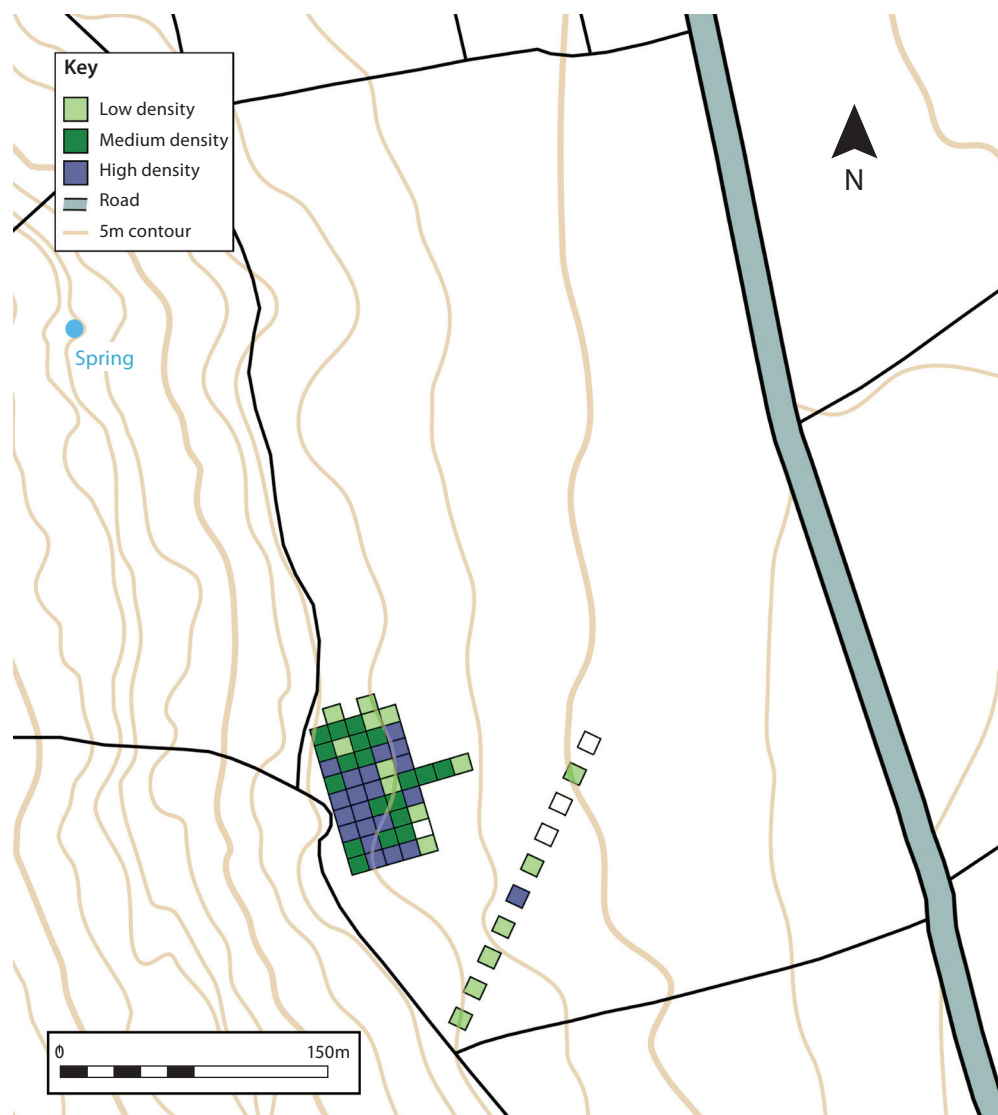 Key
Low density
Medium density
High density
Road
5m contour
N
Spring
0
150m